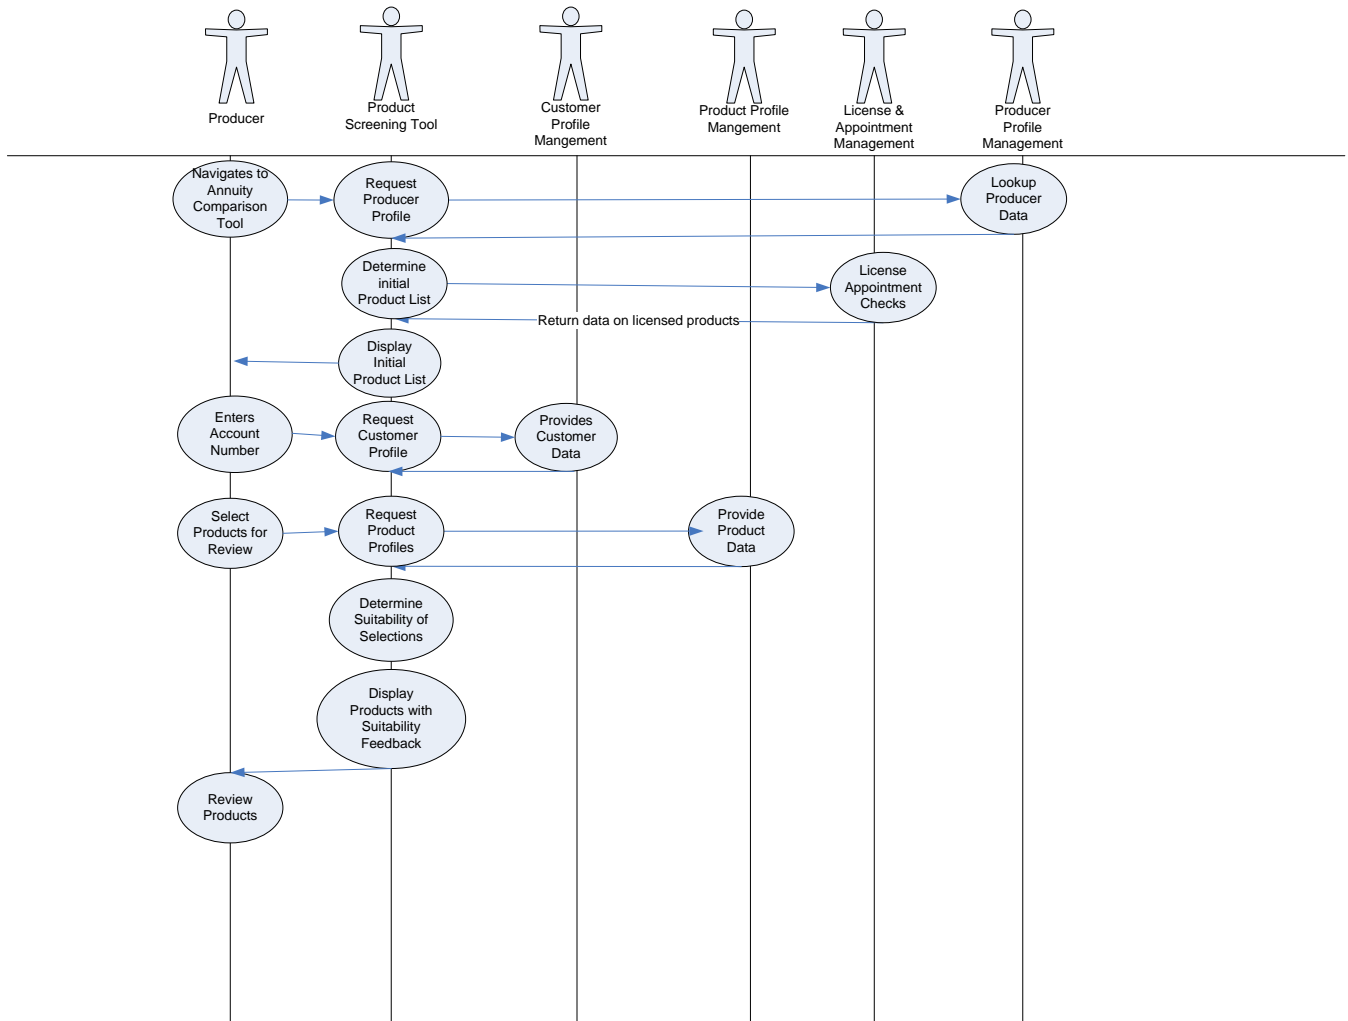 Producer
Product
Screening Tool
Customer
Profile
Mangement
Product Profile
Mangement
License &
Appointment
Management
Producer
Profile
Management
Navigates to
Annuity
Comparison
Tool
Request
Producer
Profile
Lookup
Producer
Data
Determine
initial
Product List
License
Appointment
Checks
Return data on licensed products
Display
Initial
Product List
Enters
Account
Number
Request
Customer
Profile
Provides
Customer
Data
Select
Products for
Review
Request
Product
Profiles
Provide
Product
Data
Determine
Suitability of
Selections
Display
Products with
Suitability
Feedback
Review
Products